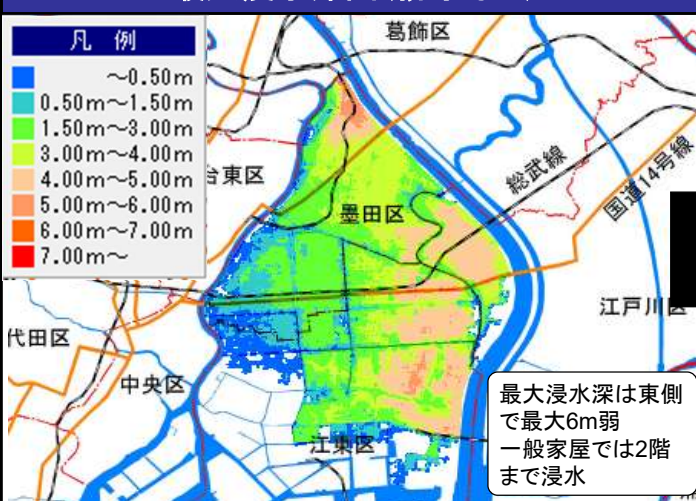 葛飾区
凡 例
～0.50m
0.50m～1.50m
1.50m～3.00m
3.00m～4.00m
4.00m～5.00m
5.00m～6.00m
6.00m～7.00m
7.00m～
台東区
総武線
国道14号線
墨田区
江戸川区
代田区
中央区
江東区
最大浸水深は東側
で最大6m弱
一般家屋では2階
まで浸水